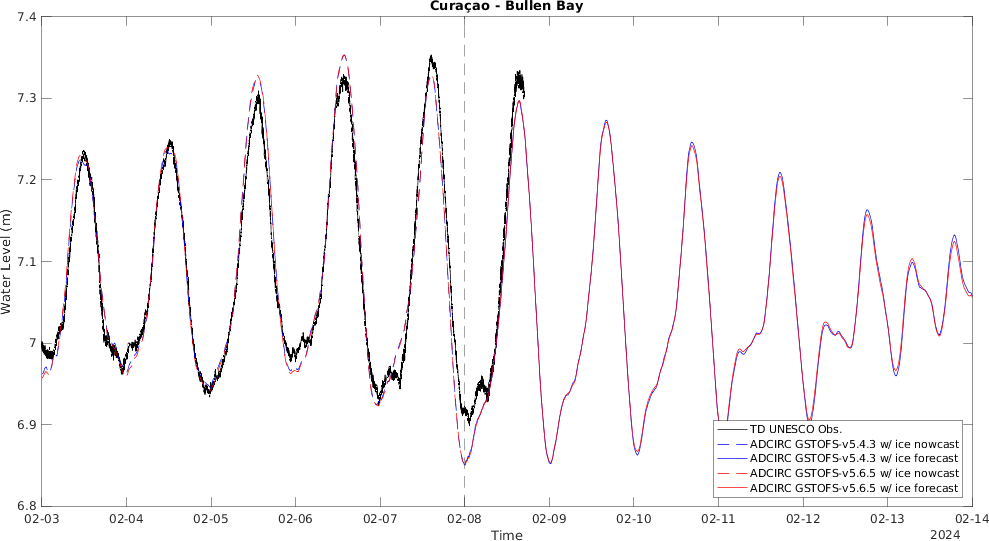 Curaçao - Bullen Bay
7.4
7.3
7.2
7.1
7
6.9
6.8
Water Level (m)
TD UNESCO Obs.
ADCIRC GSTOFS-v5.4.3 w/ ice nowcast
ADCIRC GSTOFS-v5.4.3 w/ ice forecast
ADCIRC GSTOFS-v5.6.5 w/ ice nowcast
ADCIRC GSTOFS-v5.6.5 w/ ice forecast
02-03 02-04 02-05 02-06 02-07 02-08 02-09 02-10 02-11 02-12 02-13 02-14
Time
2024